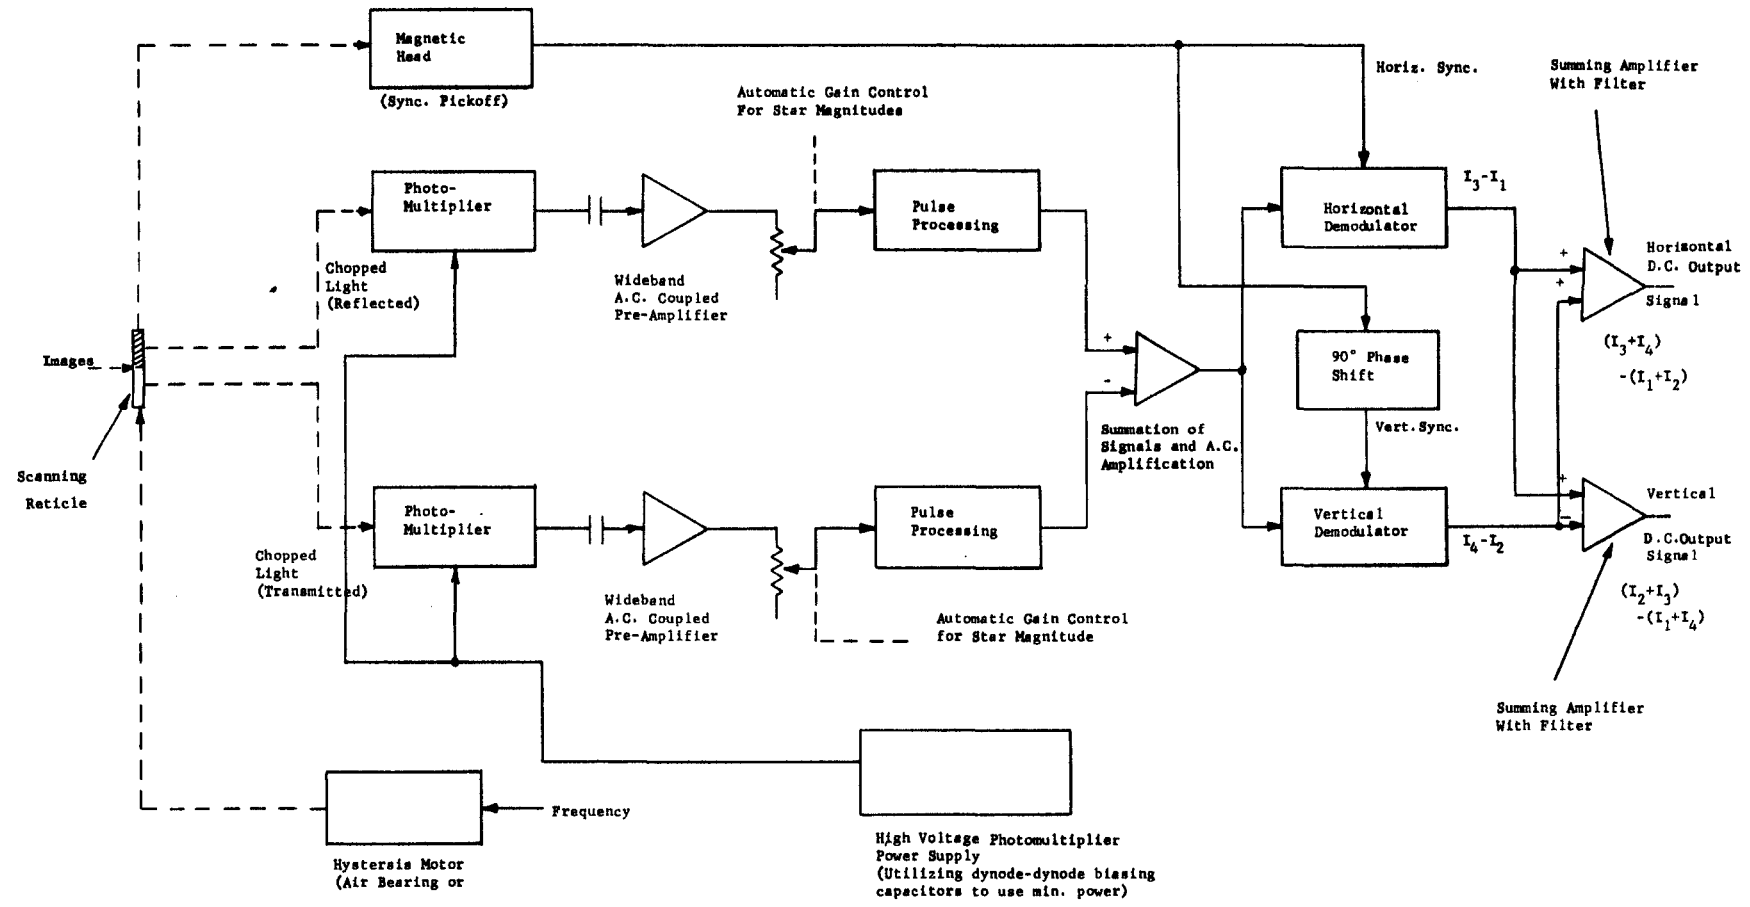 Magnetic
Head
(Sync. Pickoff)
Horiz. Sync.
Summing Amplifier
With Filter
Automatic Gain Control
For Star Magnitudes
Photo-
Multiplier
Pulse
Processing
I3-I1
Horizontal
Demodulator
Chopped
Light
(Reflected)
Wideband
A.C. Coupled
Pre-Amplifier
+
+
Horizontal
D.C. Output
Signal
(I3+I4)
-(I1+I2)
Images
+
-
90° Phase
Shift
Summation of
Signals and A.C.
Amplification
Vert.Sync.
Scanning
Reticle
Photo-
Multiplier
Pulse
Processing
Vertical
Demodulator
I4-I2
+
-
Vertical
D.C.Output
Signal
(I2+I3)
-(I1+I4)
Chopped
Light
(Transmitted)
Wideband
A.C. Coupled
Pre-Amplifier
Automatic Gain Control
for Star Magnitude
Summing Amplifier
With Filter
Frequency
Hystersis Motor
(Air Bearing or
High Voltage Photomultiplier
Power Supply
(Utilizing dynode-dynode biasing
capacitors to use min. power)